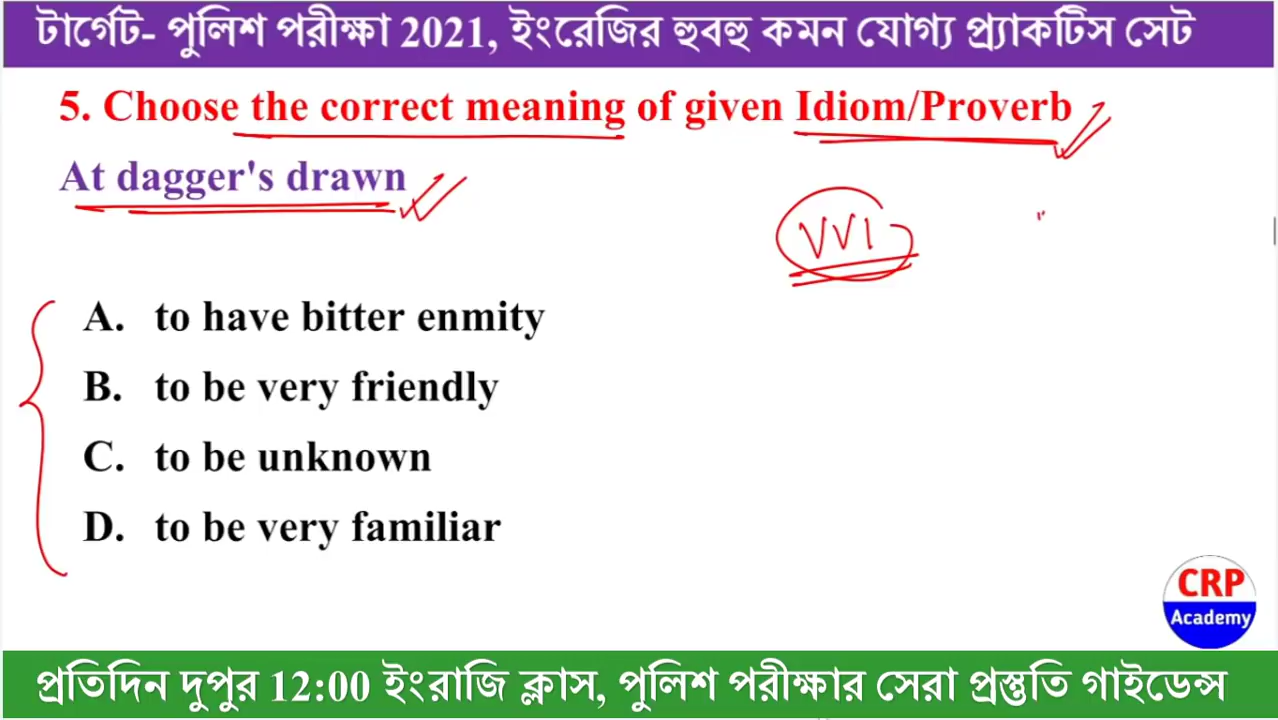 টার্গেট- পুলিশ পরীক্ষা 2021, ইংরেজির হুবহু কমন যোগ্য প্র্যাকটিস সেট
5. Choose the correct meaning of given Idiom/Proverb
At dagger's drawn
VVI
A. to have bitter enmity
B. to be very friendly
C. to be unknown
D. to be very familiar
CRP
Academy
প্রতিদিন দুপুর 12:00 ইংরাজি ক্লাস, পুলিশ পরীক্ষার সেরা প্রস্তুতি গাইডেন্স